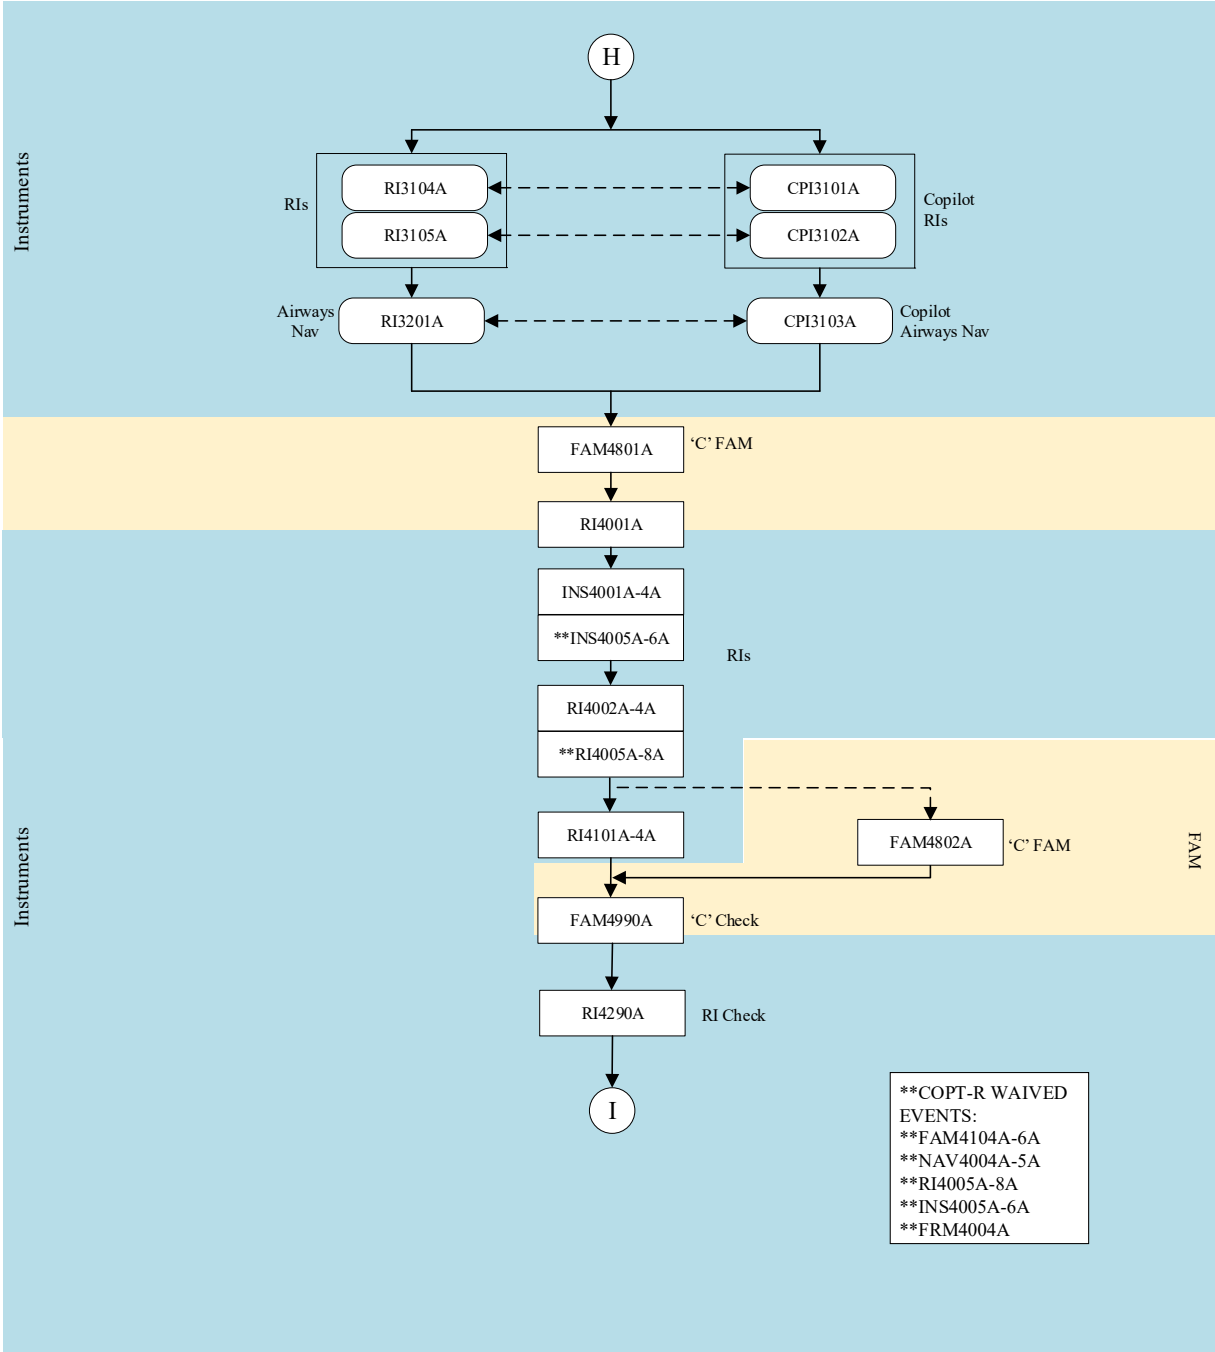 H
Instruments
RIs
RI3104A
RI3105A
CPI3101A
CPI3102A
Copilot
RIs
Airways
Nav
RI3201A
CPI3103A
Copilot
Airways Nav
FAM4801A
‘C’ FAM
RI4001A
INS4001A-4A
**INS4005A-6A
RIs
RI4002A-4A
**RI4005A-8A
Instruments
RI4101A-4A
FAM4802A
‘C’ FAM
FAM
FAM4990A
‘C’ Check
RI4290A
RI Check
I
**COPT-R WAIVED
EVENTS:
**FAM4104A-6A
**NAV4004A-5A
**RI4005A-8A
**INS4005A-6A
**FRM4004A